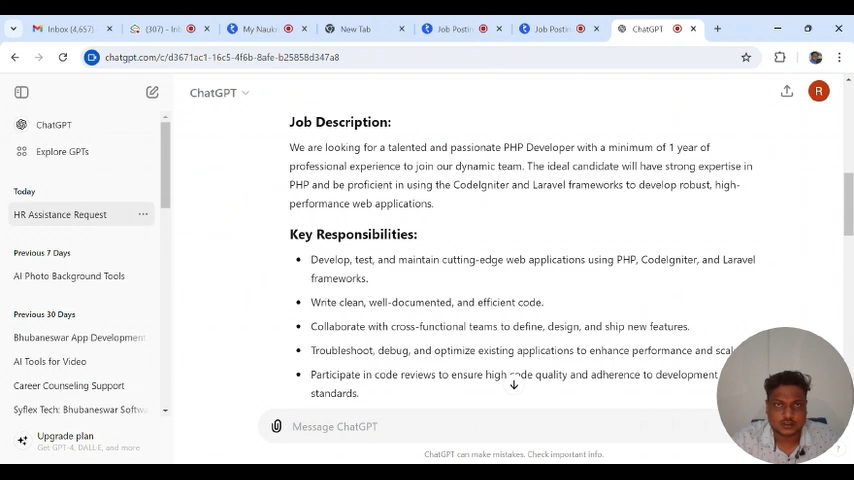 Inbox (4,657)
(307) - Inb
My Naukr
New Tab
Job Postin
Job Postin
ChatGPT
chatgpt.com/c/d3671ac1-16c5-4f6b-8afe-b25858d347a8
ChatGPT
R
ChatGPT
Explore GPTs
Today
HR Assistance Request
Previous 7 Days
AI Photo Background Tools
Previous 30 Days
Bhubaneswar App Development
AI Tools for Video
Career Counseling Support
Syflex Tech: Bhubaneswar Softwa
Upgrade plan
Get GPT-4, DALL·E, and more
Job Description:
We are looking for a talented and passionate PHP Developer with a minimum of 1 year of
professional experience to join our dynamic team. The ideal candidate will have strong expertise in
PHP and be proficient in using the CodeIgniter and Laravel frameworks to develop robust, high-
performance web applications.
Key Responsibilities:
Develop, test, and maintain cutting-edge web applications using PHP, CodeIgniter, and Laravel
frameworks.
Write clean, well-documented, and efficient code.
Collaborate with cross-functional teams to define, design, and ship new features.
Troubleshoot, debug, and optimize existing applications to enhance performance and scal
Participate in code reviews to ensure high code quality and adherence to development
standards.
Message ChatGPT
ChatGPT can make mistakes. Check important info.